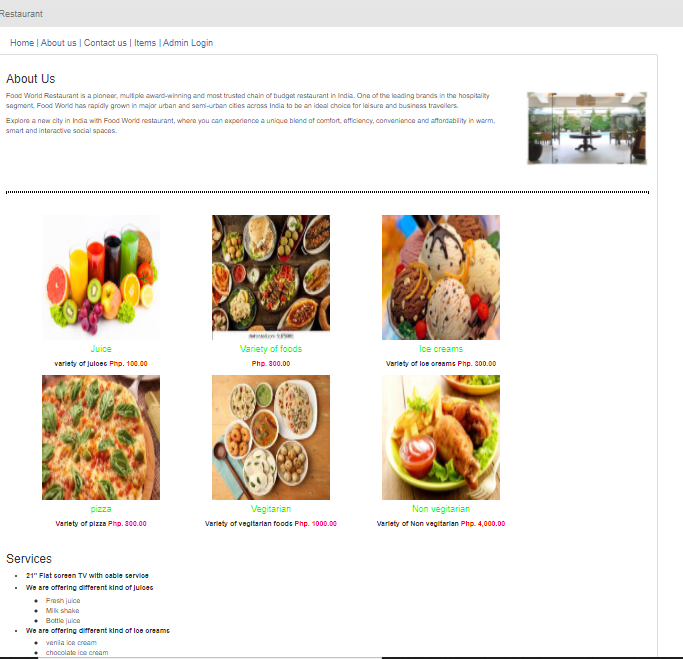 Restaurant
Home | About us | Contact us | Items | Admin Login
About Us
Food World Restaurant is a pioneer, multiple award-winning and most trusted chain of budget restaurant in India. One of the leading brands in the hospitality
segment. Food World has rapidly grown in major urban and semi-urban cities across India to be an ideal choice for leisure and business travellers.
Explore a new city in India with Food World restaurant, where you can experience a unique blend of comfort, efficiency, convenience and affordability in warm,
smart and interactive social spaces.
Juice
variety of juices Php. 100.00
Variety of foods
Php. 800.00
Ice creams
Variety of Ice creams Php. 300.00
pizza
Variety of pizza Php. 800.00
Vegitarian
Variety of vegitarian foods Php. 1000.00
Non vegitarian
Variety of Non vegitarian Php. 4,000.00
Services
21" Flat screen TV with cable service
We are offering different kind of juices
Fresh juice
Milk shake
Bottle juice
We are offering different kind of Ice creams
venila ice cream
chocolate ice cream